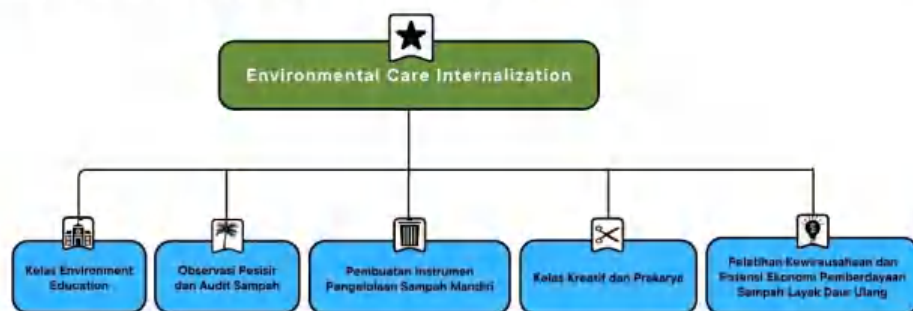 Environmental Care Internalization
Kelas Environment
Education
Observasi Pesisir
dan Audit Sampah
Pembuatan Instrumen
Pengelolaan Sampah Mandiri
Kelas Kreatif dan Prakarya
Pelatihan Kewirausahaan dan
Potensi Ekonomi Pemberdayaan
Sampah Layak Daur Ulang